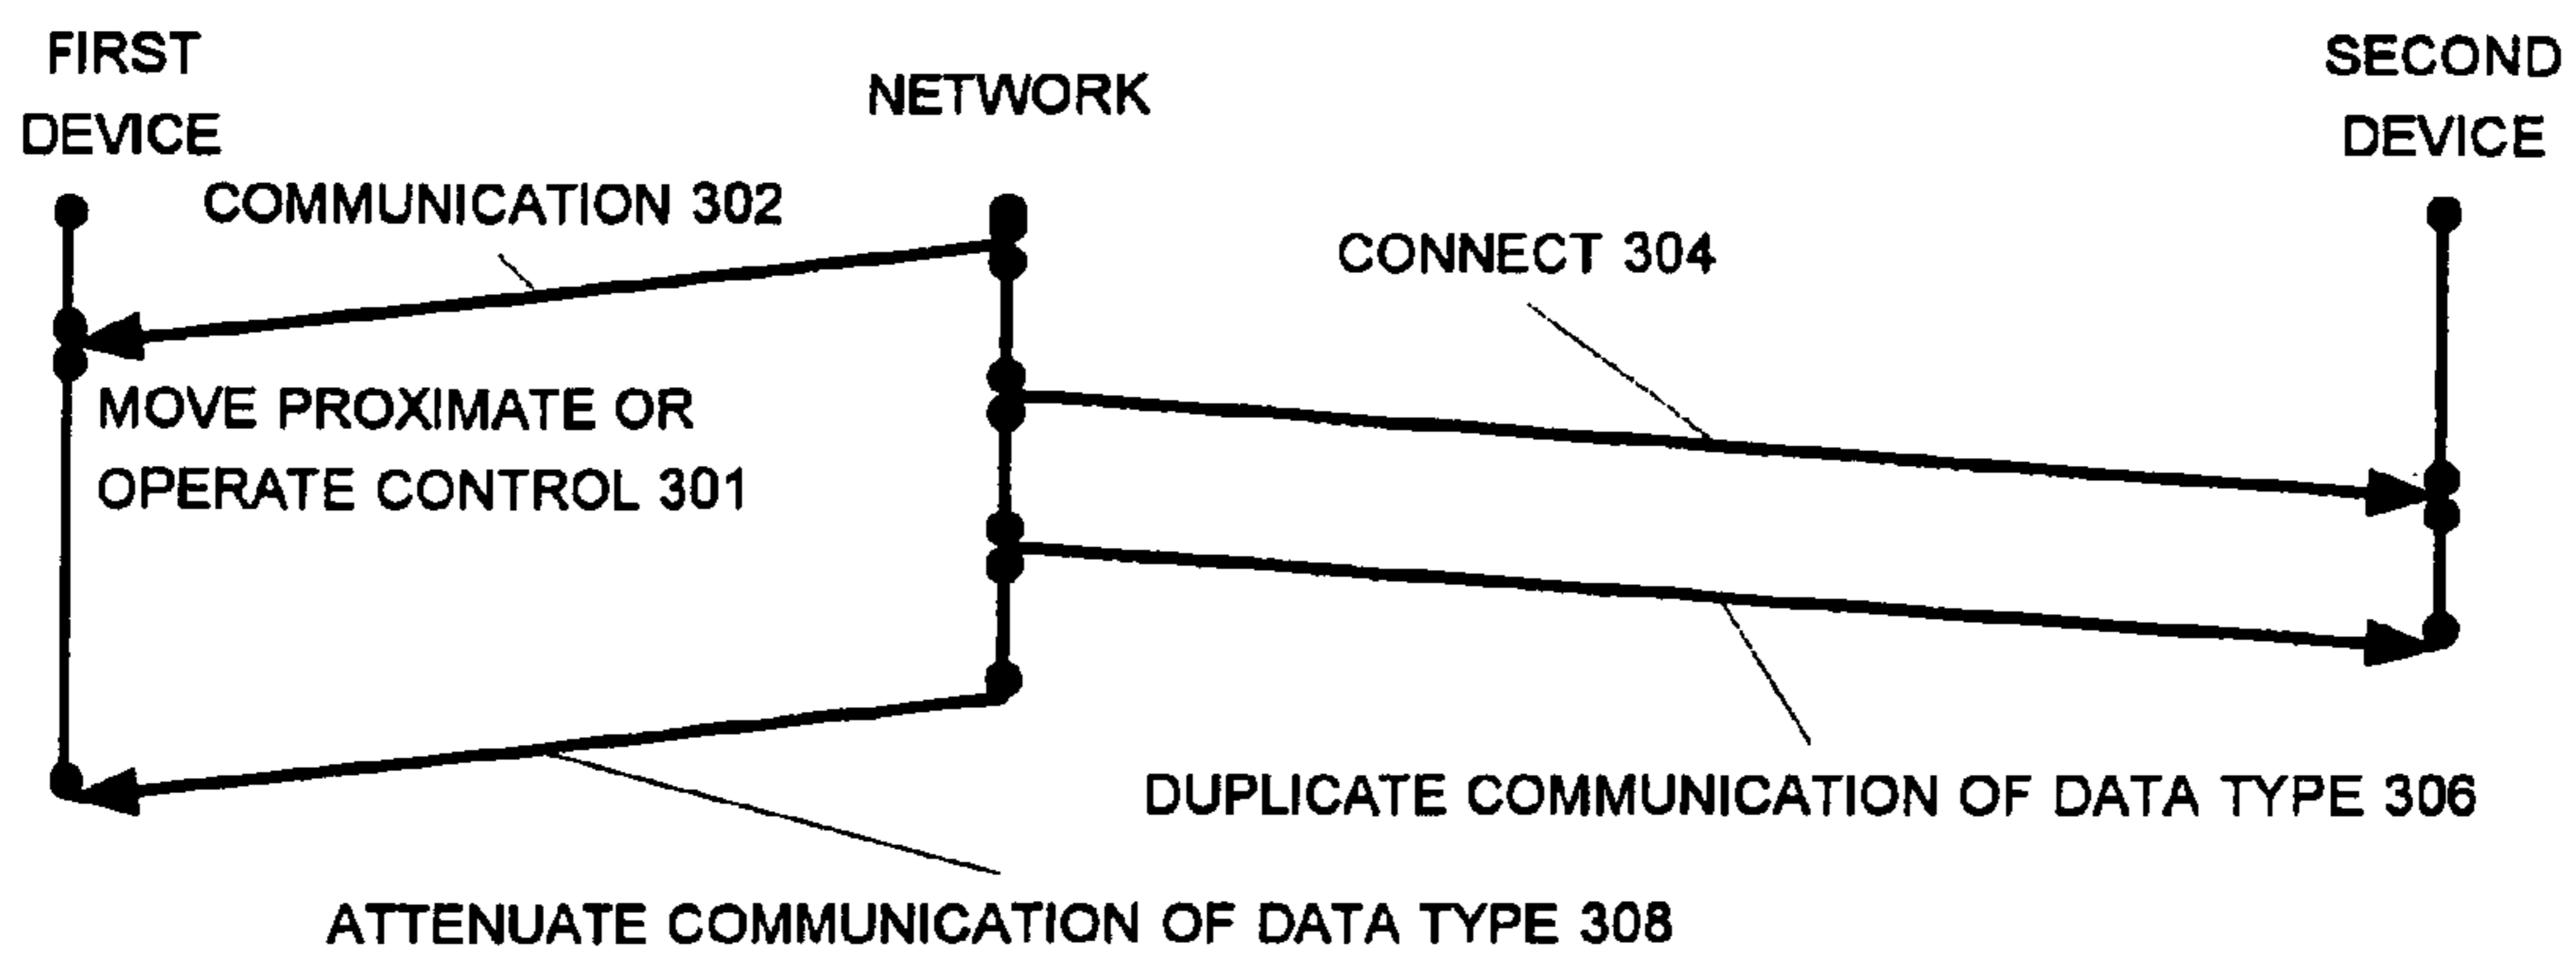 FIRST
DEVICE
NETWORK
SECOND
DEVICE
COMMUNICATION 302
CONNECT 304
MOVE PROXIMATE OR
OPERATE CONTROL 301
DUPLICATE COMMUNICATION OF DATA TYPE 306
ATTENUATE COMMUNICATION OF DATA TYPE 308